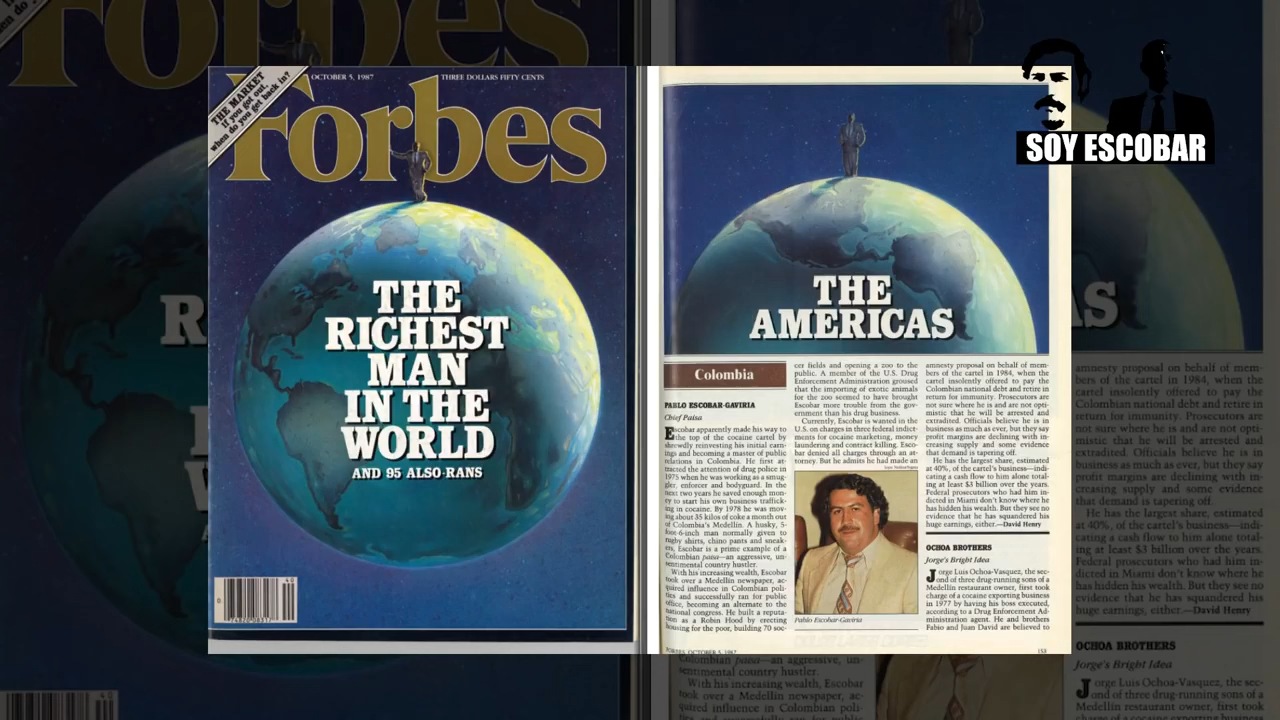 THE MARKET
If you got out,
when do you get back in?
OCTOBER 5, 1987
THREE DOLLARS FIFTY CENTS
Forbes
THE
RICHEST
MAN
IN THE
WORLD
AND 95 ALSO-RANS
SOY ESCOBAR
THE
AMERICAS
Colombia
PABLO ESCOBAR-GAVIRIA
Chief Paisa
Escobar apparently made his way to
the top of the cocaine cartel by
shrewdly reinvesting his initial earn-
ings and becoming a master of public
relations in Colombia. He first at-
tracted the attention of drug police in
1975 when he was working as a smug-
gler, enforcer and bodyguard. In the
next two years he saved enough mon-
ey to start his own business traffick-
ing in cocaine. By 1978 he was mov-
ing about 35 kilos of coke a month out
of Colombia's Medellín. A husky, 5-
foot-6-inch man normally given to
rugby shirts, chino pants and sneak-
ers, Escobar is a prime example of a
Colombian paisa—an aggressive, un-
sentimental country hustler.
With his increasing wealth, Escobar
took over a Medellín newspaper, ac-
quired influence in Colombian poli-
tics and successfully ran for public
office, becoming an alternate to the
national congress. He built a reputa-
tion as a Robin Hood by erecting
housing for the poor, building 70 soc-
cer fields and opening a zoo to the
public. A member of the U.S. Drug
Enforcement Administration groused
that the importing of exotic animals
for the zoo seemed to have brought
Escobar more trouble from the gov-
ernment than his drug business.
Currently, Escobar is wanted in the
U.S. on charges in three federal indict-
ments for cocaine marketing, money
laundering and contract killing. Esco-
bar denied all charges through an at-
torney. But he admits he had made an
Pablo Escobar-Gaviria
amnesty proposal on behalf of mem-
bers of the cartel in 1984, when the
cartel insolently offered to pay the
Colombian national debt and retire in
return for immunity. Prosecutors are
not sure where he is and are not opti-
mistic that he will be arrested and
extradited. Officials believe he is in
business as much as ever, but they say
profit margins are declining with in-
creasing supply and some evidence
that demand is tapering off.
He has the largest share, estimated
at 40%, of the cartel's business—indi-
cating a cash flow to him alone total-
ing at least $3 billion over the years.
Federal prosecutors who had him in-
dicted in Miami don't know where he
has hidden his wealth. But they see no
evidence that he has squandered his
huge earnings, either.—David Henry
OCHOA BROTHERS
Jorge's Bright Idea
Jorge Luis Ochoa-Vasquez, the sec-
ond of three drug-running sons of a
Medellín restaurant owner, first took
charge of a cocaine exporting business
in 1977 by having his boss executed,
according to a Drug Enforcement Ad-
ministration agent. He and brothers
Fabio and Juan David are believed to
FORBES, OCTOBER 5, 1987
153